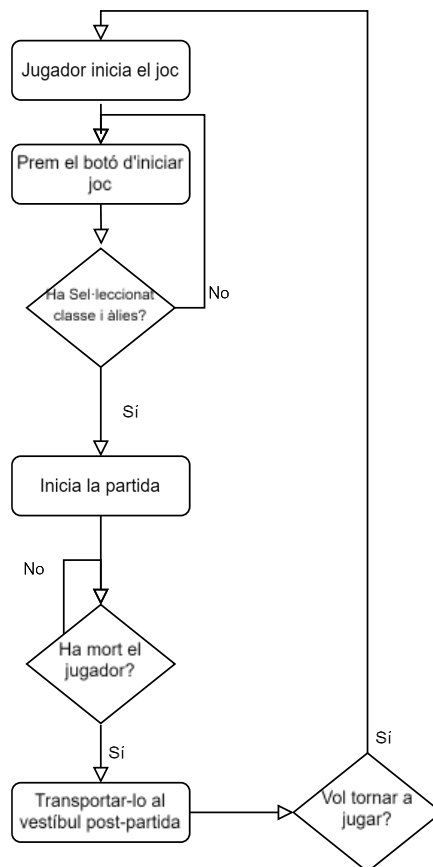 Jugador inicia el joc
Prem el botó d'iniciar
joc
Ha Sel·leccionat
classe i àlies?
No
Sí
Inicia la partida
No
Ha mort el
jugador?
Sí
Transportar-lo al
vestíbul post-partida
Sí
Vol tornar a
jugar?